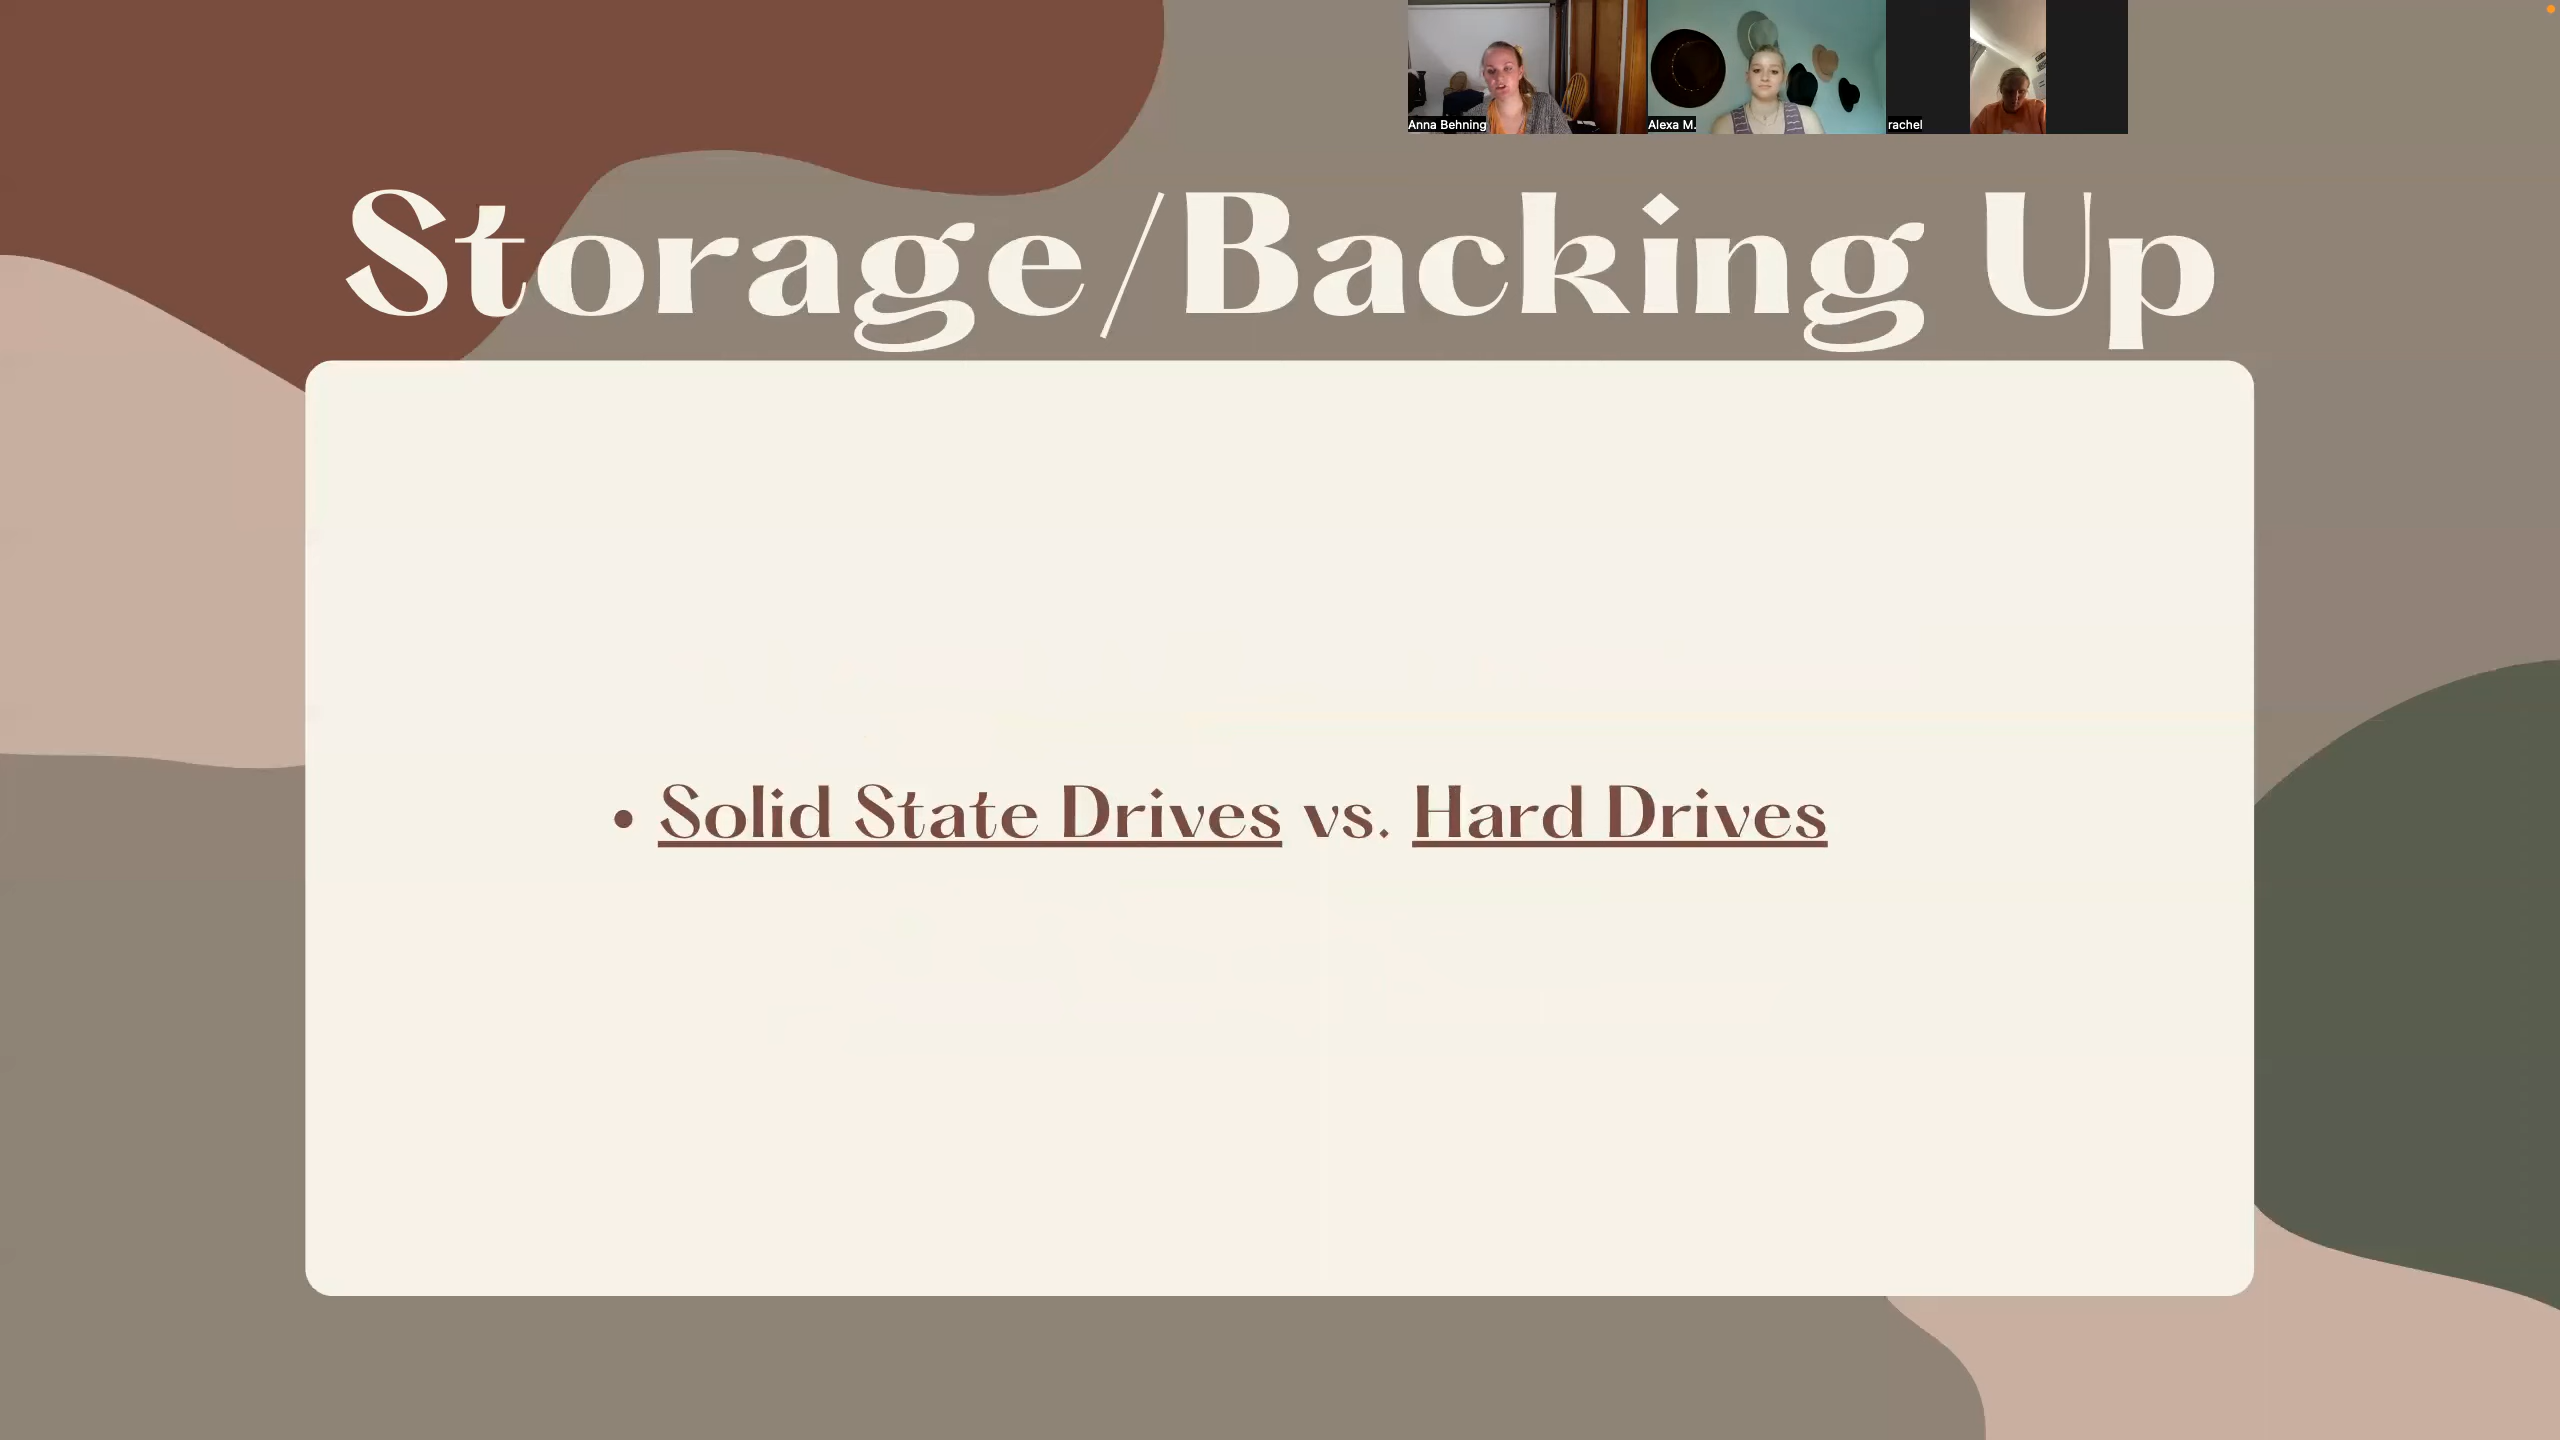 Anna Behning
Alexa M.
rachel
Storage/Backing Up
• Solid State Drives vs. Hard Drives